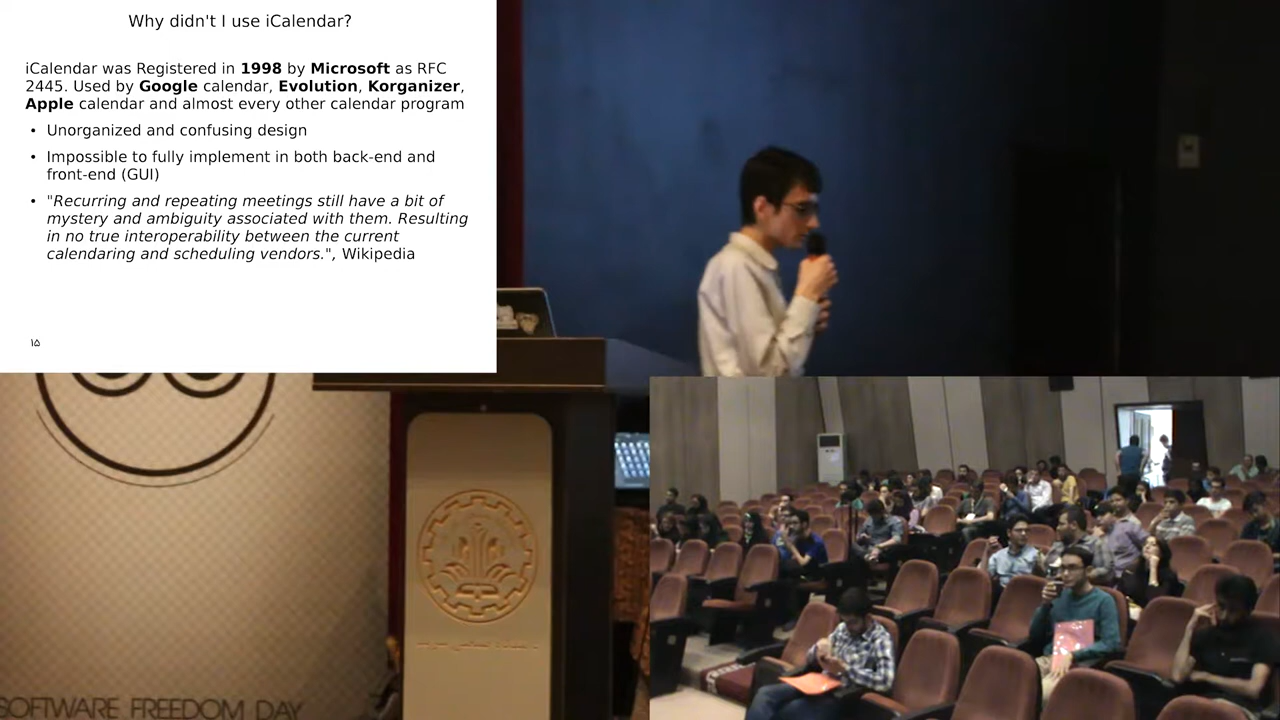 Why didn't I use iCalendar?
iCalendar was Registered in 1998 by Microsoft as RFC
2445. Used by Google calendar, Evolution, Korganizer,
Apple calendar and almost every other calendar program
• Unorganized and confusing design
• Impossible to fully implement in both back-end and
front-end (GUI)
• "Recurring and repeating meetings still have a bit of
mystery and ambiguity associated with them. Resulting
in no true interoperability between the current
calendaring and scheduling vendors.", Wikipedia
۱۵
SOFTWARE FREEDOM DAY